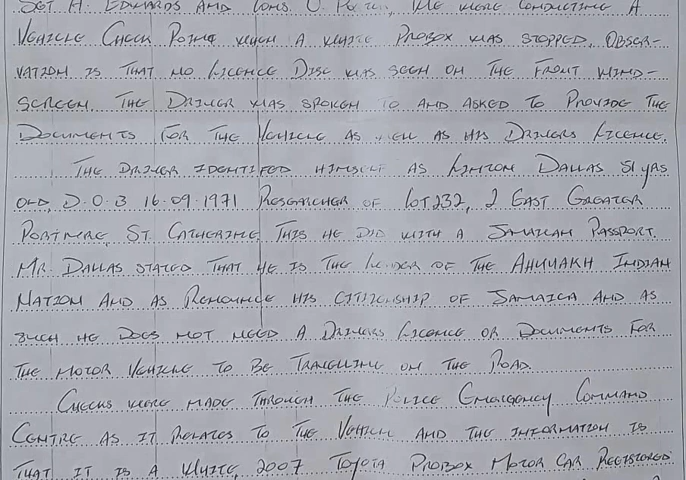 SGT H. EDWARDS AND CONS. O. WE WERE CONDUCTING A
VEHICLE CHECK POINT WHEN A WHITE PROBOX WAS STOPPED. OBSER-
VATION IS THAT NO LICENCE DISC WAS SEEN ON THE FRONT WIND-
SCREEN. THE DRIVER WAS SPOKEN TO AND ASKED TO PROVIDE THE
DOCUMENTS FOR THE VEHICLE AS WELL AS HIS DRIVERS LICENCE.
THE DRIVER IDENTIFED HIMSELF AS LINTON DALLAS 51 YRS
OLD, D.O.B 16.09.1971 RESEARCHER OF LOT 232, 2 EAST GREATER
PORTMORE, ST. CATHERINE, THIS HE DID WITH A JAMAICAN PASSPORT.
MR. DALLAS STATED THAT HE IS THE LEADER OF THE INDIAN
NATION AND AS RENOUNCE HIS CITIZENSHIP OF JAMAICA AND AS
SUCH HE DOES NOT NEED A DRIVERS LICENCE OR DOCUMENTS FOR
THE MOTOR VEHICLE TO BE TRAVELLING ON THE ROAD.
CHECKS WERE MADE THROUGH THE POLICE EMERGENCY COMMAND
CENTRE AS IT RELATES TO THE VEHICLE AND THE INFORMATION IS
THAT IT IS A WHITE, 2007 TOYOTA PROBOX MOTOR CAR REGISTERED